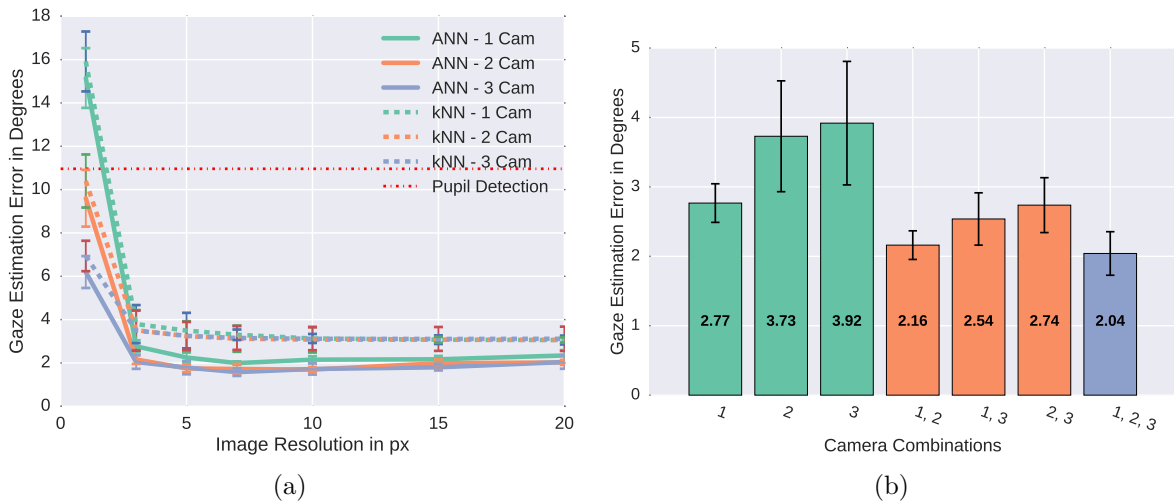 18
16
14
12
10
8
6
4
2
0
Gaze Estimation Error in Degrees
ANN - 1 Cam
ANN - 2 Cam
ANN - 3 Cam
kNN - 1 Cam
kNN - 2 Cam
kNN - 3 Cam
Pupil Detection
0 5 10 15 20
Image Resolution in px
(a)
5
4
3
2
1
0
Gaze Estimation Error in Degrees
2.77 3.73 3.92 2.16 2.54 2.74 2.04
1 2 3 1, 2 1, 3 2, 3 1, 2, 3
Camera Combinations
(b)